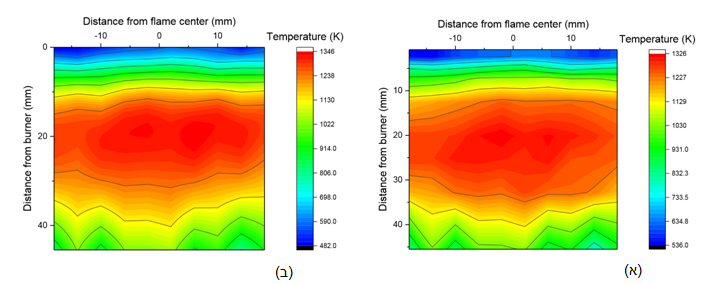 Distance from flame center (mm)
-10 0 10
Temperature (K)
Distance from burner (mm)
0
20
40
1346
1238
1130
1022
914.0
806.0
698.0
590.0
482.0
(ב)
Distance from flame center (mm)
-10 0 10
Temperature (K)
Distance from burner (mm)
10
20
30
40
1326
1227
1129
1030
931.0
832.3
733.5
634.8
536.0
(א)